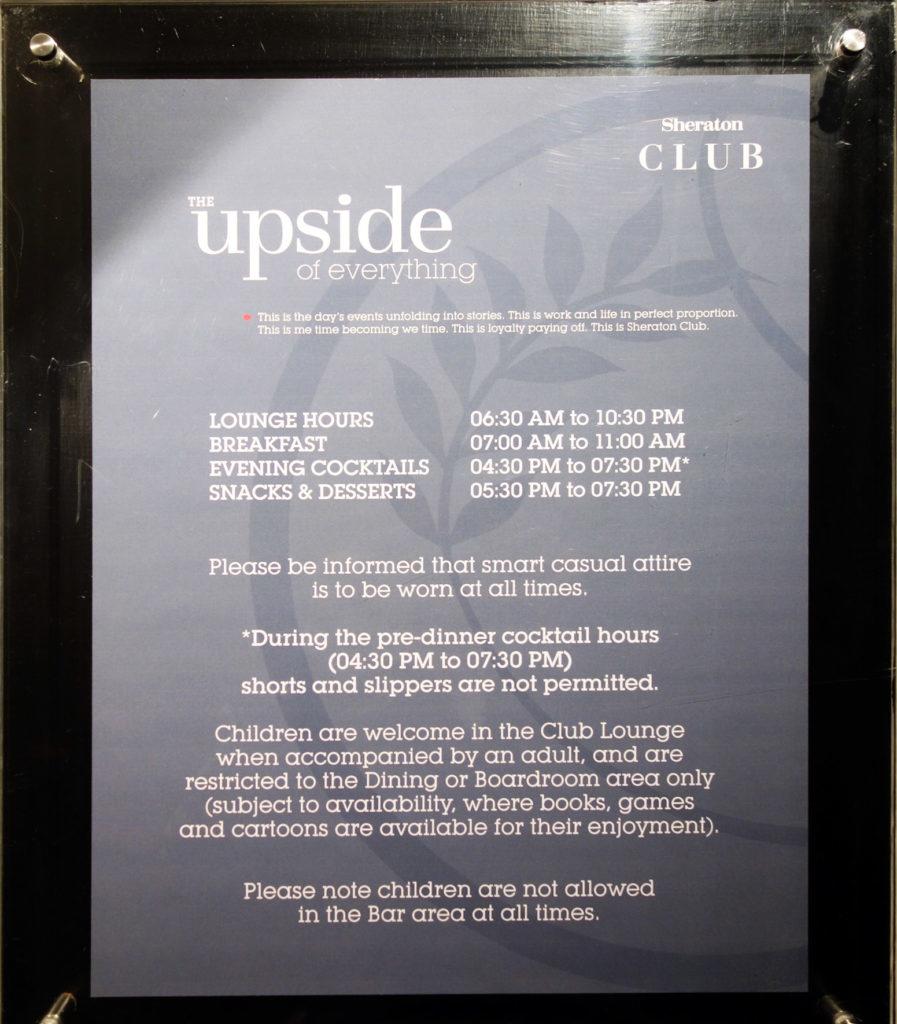 Sheraton
CLUB
THE
upside
of everything
This is the day's events unfolding into stories. This is work and life in perfect proportion.
This is me time becoming we time. This is loyalty paying off. This is Sheraton Club.
LOUNGE HOURS 06:30 AM to 10:30 PM
BREAKFAST 07:00 AM to 11:00 AM
EVENING COCKTAILS 04:30 PM to 07:30 PM*
SNACKS & DESSERTS 05:30 PM to 07:30 PM
Please be informed that smart casual attire
is to be worn at all times.
*During the pre-dinner cocktail hours
(04:30 PM to 07:30 PM)
shorts and slippers are not permitted.
Children are welcome in the Club Lounge
when accompanied by an adult, and are
restricted to the Dining or Boardroom area only
(subject to availability, where books, games
and cartoons are available for their enjoyment).
Please note children are not allowed
in the Bar area at all times.